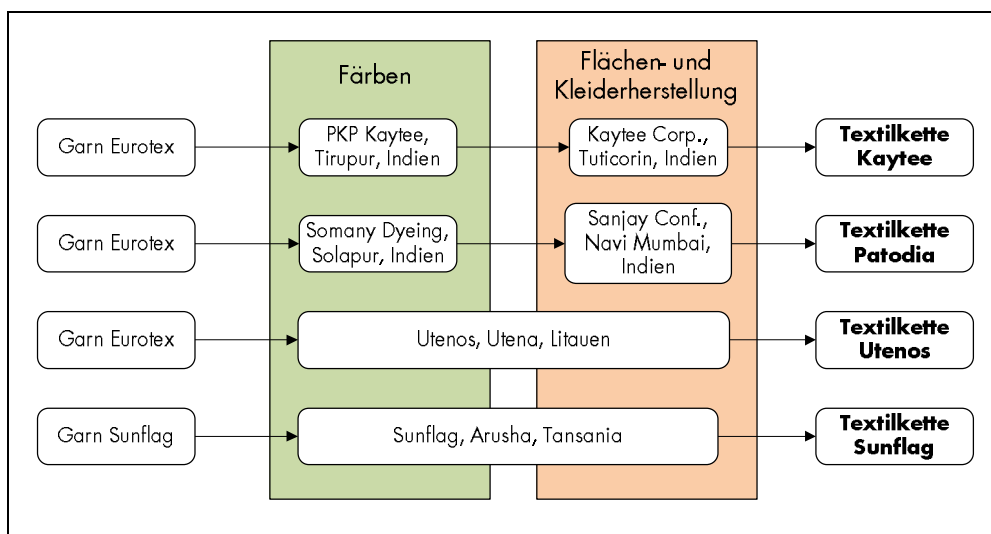 Färben
Flächen- und
Kleiderherstellung
Garn Eurotex
PKP Kaytee,
Tirupur, Indien
Kaytee Corp.,
Tuticorin, Indien
Textilkette
Kaytee
Garn Eurotex
Somany Dyeing,
Solapur, Indien
Sanjay Conf.,
Navi Mumbai,
Indien
Textilkette
Patodia
Garn Eurotex
Utenos, Utena, Litauen
Textilkette
Utenos
Garn Sunflag
Sunflag, Arusha, Tansania
Textilkette
Sunflag